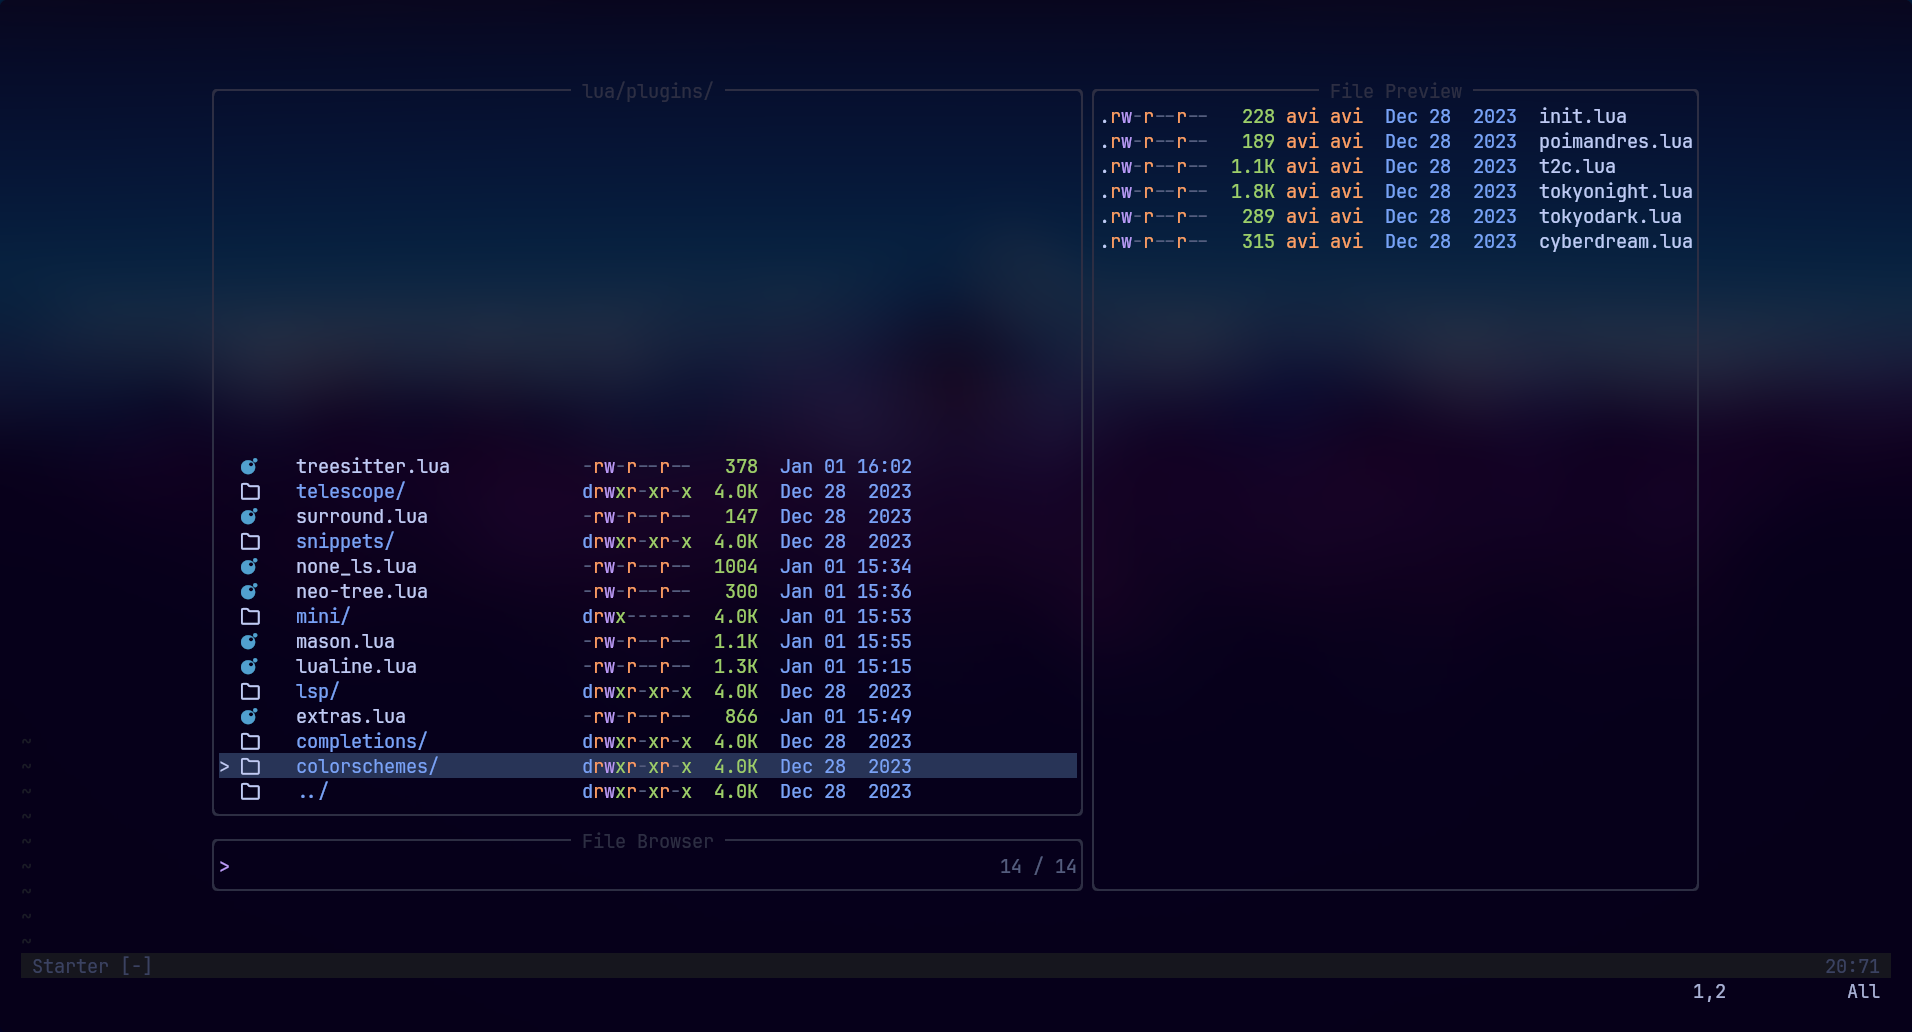 lua/plugins/
treesitter.lua -rw-r--r-- 378 Jan 01 16:02
telescope/ drwxr-xr-x 4.0K Dec 28 2023
surround.lua -rw-r--r-- 147 Dec 28 2023
snippets/ drwxr-xr-x 4.0K Dec 28 2023
none_ls.lua -rw-r--r-- 1004 Jan 01 15:34
neo-tree.lua -rw-r--r-- 300 Jan 01 15:36
mini/ drwx------ 4.0K Jan 01 15:53
mason.lua -rw-r--r-- 1.1K Jan 01 15:55
lualine.lua -rw-r--r-- 1.3K Jan 01 15:15
lsp/ drwxr-xr-x 4.0K Dec 28 2023
extras.lua -rw-r--r-- 866 Jan 01 15:49
completions/ drwxr-xr-x 4.0K Dec 28 2023
> colorschemes/ drwxr-xr-x 4.0K Dec 28 2023
../ drwxr-xr-x 4.0K Dec 28 2023
File Browser
> 14 / 14
File Preview
.rw-r--r-- 228 avi avi Dec 28 2023 init.lua
.rw-r--r-- 189 avi avi Dec 28 2023 poimandres.lua
.rw-r--r-- 1.1K avi avi Dec 28 2023 t2c.lua
.rw-r--r-- 1.8K avi avi Dec 28 2023 tokyonight.lua
.rw-r--r-- 289 avi avi Dec 28 2023 tokyodark.lua
.rw-r--r-- 315 avi avi Dec 28 2023 cyberdream.lua
~
~
~
~
~
~
~
~
~
Starter [-] 20:71
1,2 All